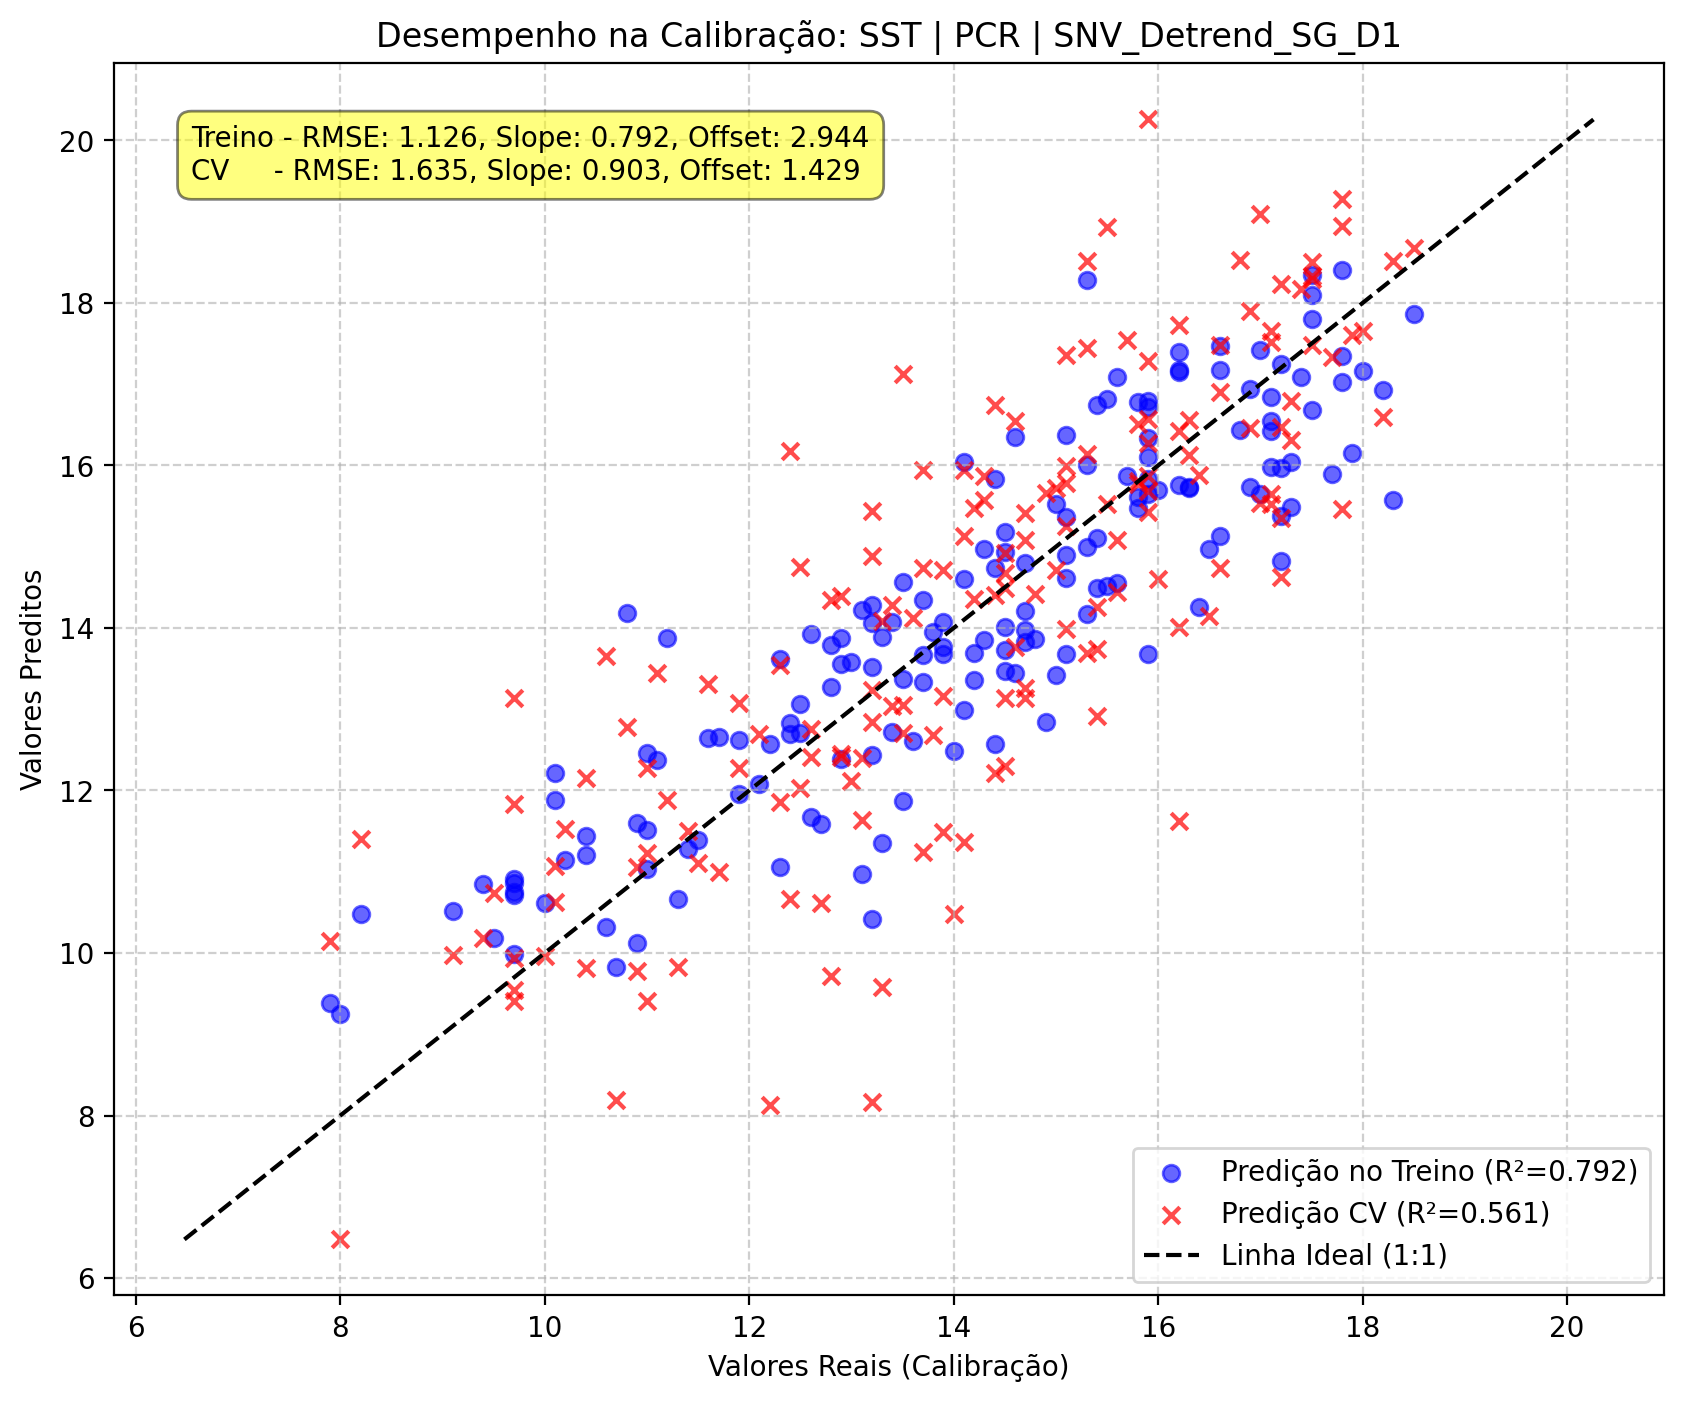 Desempenho na Calibração: SST | PCR | SNV_Detrend_SG_D1
Treino - RMSE: 1.126, Slope: 0.792, Offset: 2.944
CV - RMSE: 1.635, Slope: 0.903, Offset: 1.429
Valores Preditos
20
18
16
14
12
10
8
6
Predição no Treino (R²=0.792)
Predição CV (R²=0.561)
Linha Ideal (1:1)
6 8 10 12 14 16 18 20
Valores Reais (Calibração)